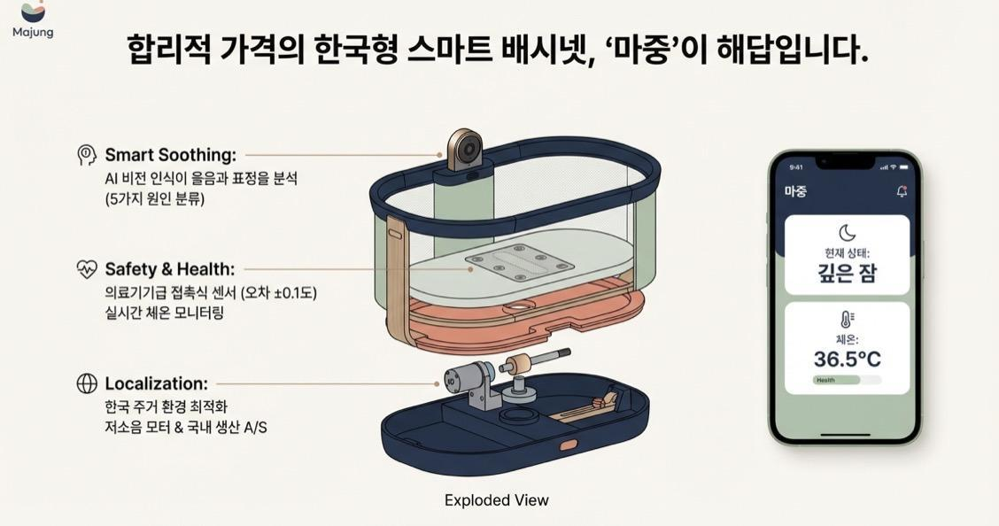 Majung
합리적 가격의 한국형 스마트 배시넷, ‘마중’이 해답입니다.
Smart Soothing:
AI 비전 인식이 울음과 표정을 분석
(5가지 원인 분류)
Safety & Health:
의료기기급 접촉식 센서 (오차 ±0.1도)
실시간 체온 모니터링
Localization:
한국 주거 환경 최적화
저소음 모터 & 국내 생산 A/S
Exploded View
9:41
마중
현재 상태:
깊은 잠
체온:
36.5°C
Health